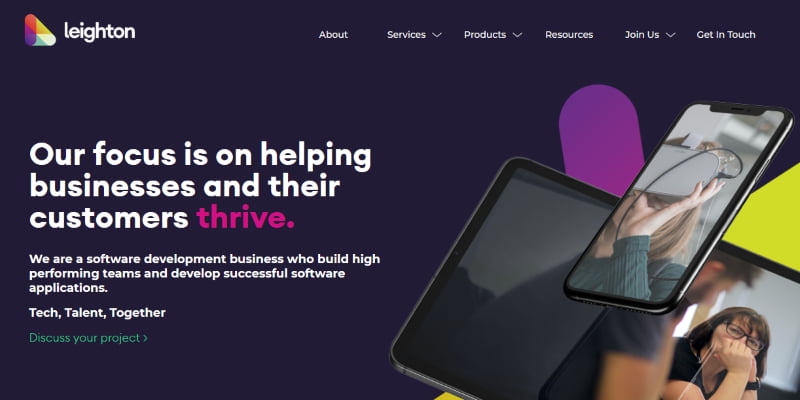 leighton
About
Services
Products
Resources
Join Us
Get In Touch
Our focus is on helping
businesses and their
customers thrive.
We are a software development business who build high
performing teams and develop successful software
applications.
Tech, Talent, Together
Discuss your project >